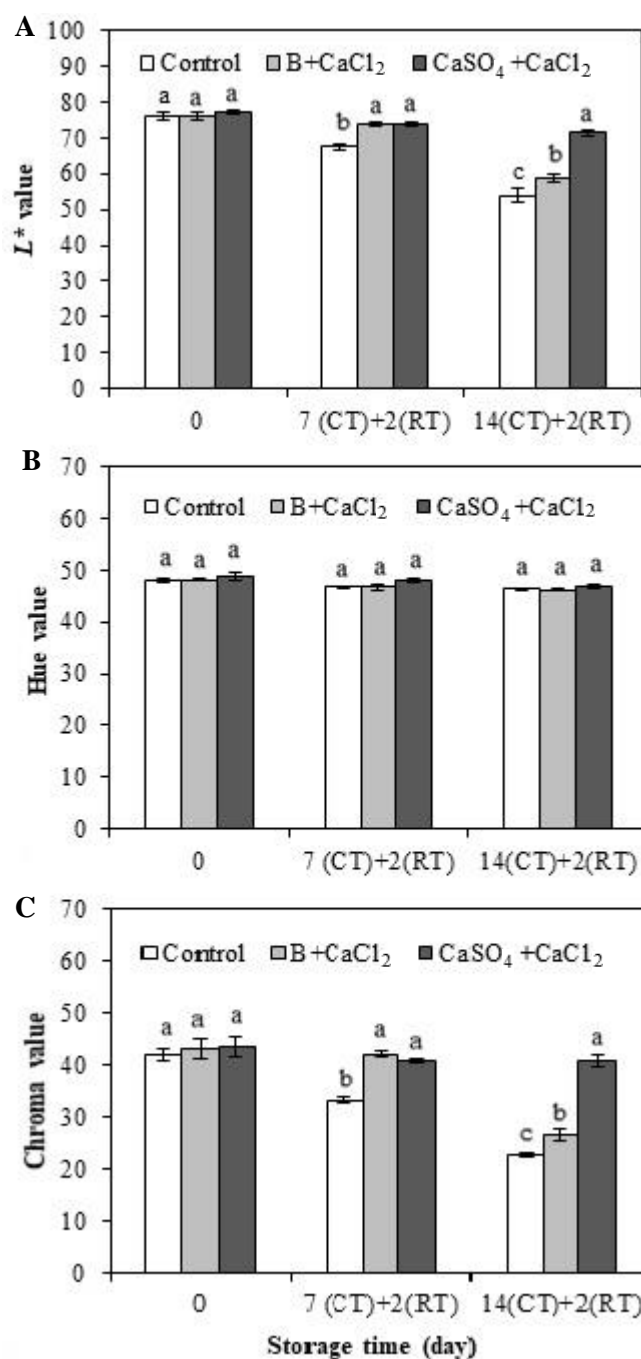 A
100
Control B+CaCl₂ CaSO₄ +CaCl₂
90
80
a a a
a a
a
70
b
60
b
c
50
40
30
20
10
0
L* value
0 7 (CT)+2(RT) 14(CT)+2(RT)
B
70
Control B+CaCl₂ CaSO₄ +CaCl₂
60
50
a a a
a a a
a a a
40
30
20
10
0
Hue value
0 7 (CT)+2(RT) 14(CT)+2(RT)
C
70
Control B+CaCl₂ CaSO₄ +CaCl₂
60
50
a a a
a a
a
40
b
30
b
c
20
10
0
Chroma value
0 7 (CT)+2(RT) 14(CT)+2(RT)
Storage time (day)